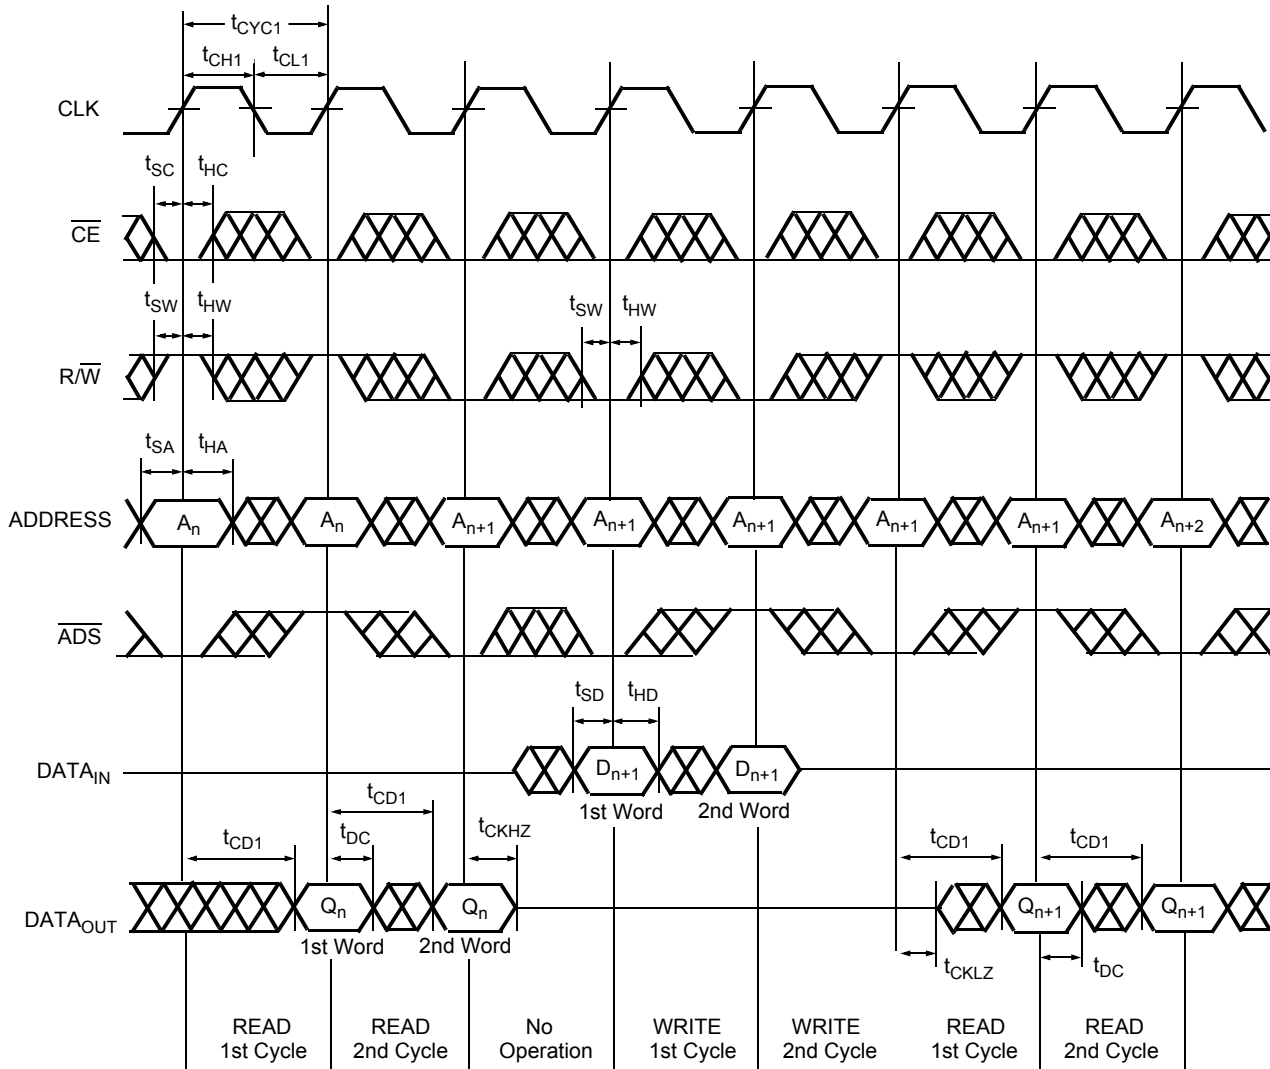 tCYC1
tCH1 tCL1
CLK
tSC tHC
CE
tSW tHW tSW tHW
R/W
tSA tHA
ADDRESS An An An+1 An+1 An+1 An+1 An+1 An+2
ADS
tSD tHD
DATAIN Dn+1 Dn+1
1st Word 2nd Word
tCD1
tCD1 tDC tCKHZ tCD1 tCD1
DATAOUT Qn Qn Qn+1 Qn+1
1st Word 2nd Word
tCKLZ tDC
READ READ No WRITE WRITE READ READ
1st Cycle 2nd Cycle Operation 1st Cycle 2nd Cycle 1st Cycle 2nd Cycle